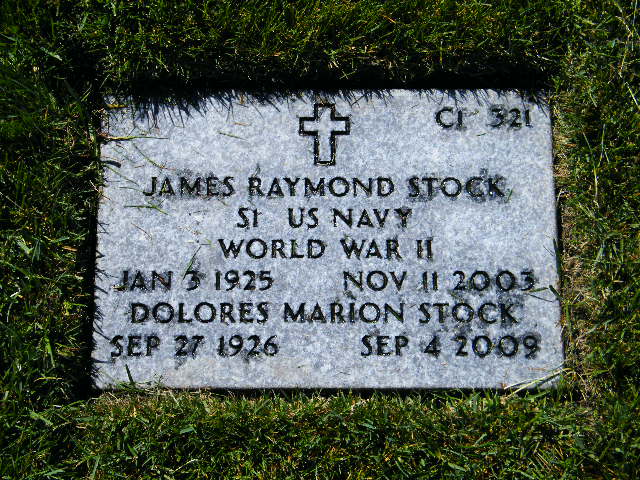 C1 521
JAMES RAYMOND STOCK
S1 US NAVY
WORLD WAR II
JAN 3 1925 NOV 11 2003
DOLORES MARION STOCK
SEP 27 1926 SEP 4 2009